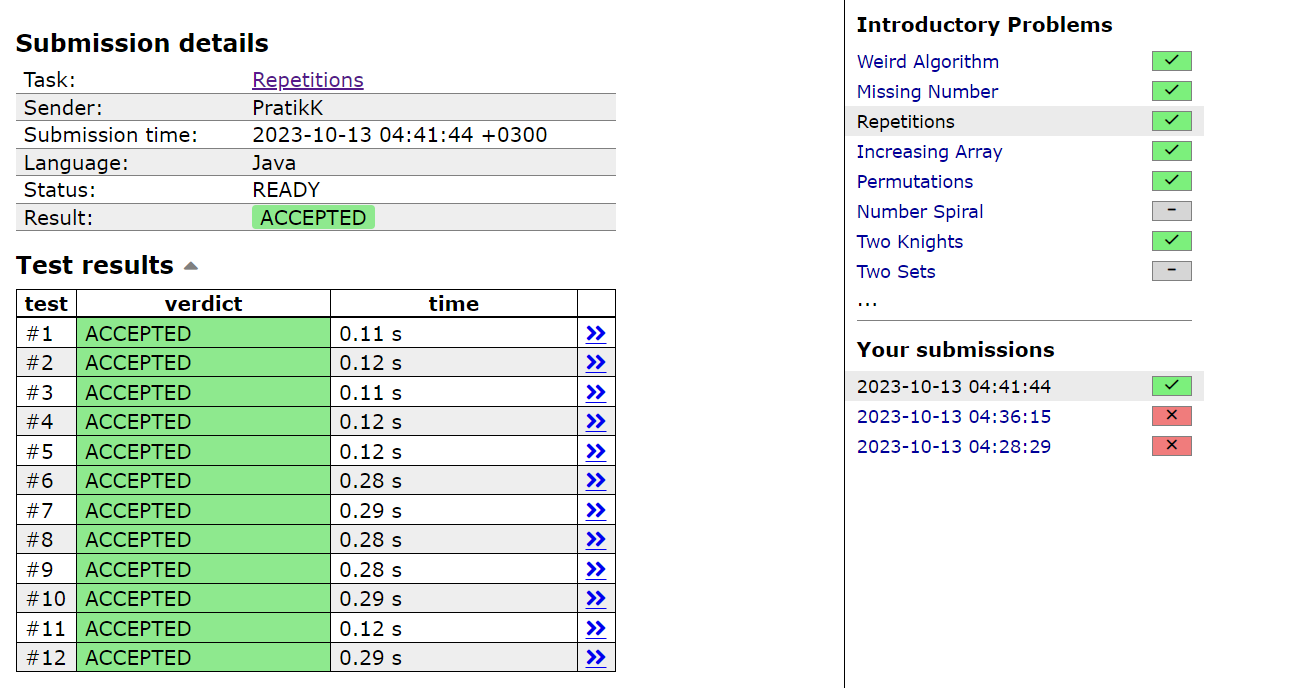 Submission details
Task: Repetitions
Sender: PratikK
Submission time: 2023-10-13 04:41:44 +0300
Language: Java
Status: READY
Result: ACCEPTED
Test results
test verdict time
#1 ACCEPTED 0.11 s
#2 ACCEPTED 0.12 s
#3 ACCEPTED 0.11 s
#4 ACCEPTED 0.12 s
#5 ACCEPTED 0.12 s
#6 ACCEPTED 0.28 s
#7 ACCEPTED 0.29 s
#8 ACCEPTED 0.28 s
#9 ACCEPTED 0.28 s
#10 ACCEPTED 0.29 s
#11 ACCEPTED 0.12 s
#12 ACCEPTED 0.29 s
Introductory Problems
Weird Algorithm
Missing Number
Repetitions
Increasing Array
Permutations
Number Spiral
Two Knights
Two Sets
...
Your submissions
2023-10-13 04:41:44
2023-10-13 04:36:15
2023-10-13 04:28:29